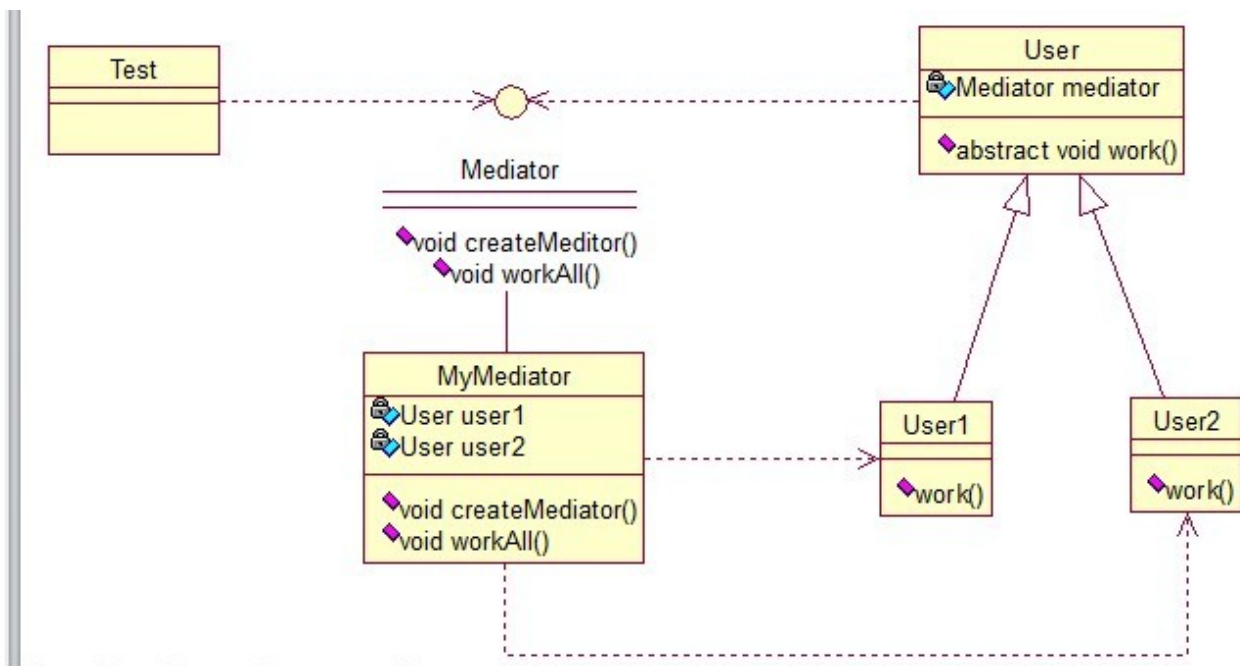 Test
User
Mediator mediator
abstract void work()
Mediator
void createMeditor()
void workAll()
MyMediator
User user1
User user2
void createMediator()
void workAll()
User1
work()
User2
work()